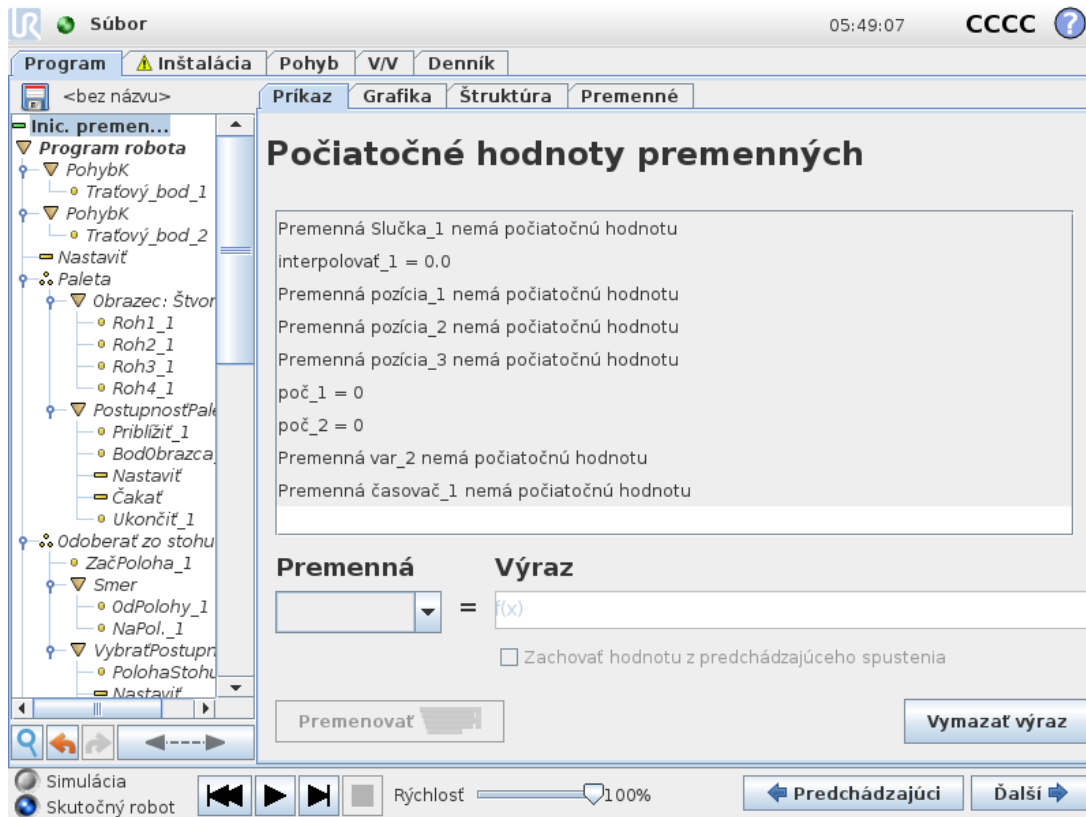 UR Súbor 05:49:07 CCCC ?
Program Inštalácia Pohyb V/V Denník
<bez názvu> Príkaz Grafika Štruktúra Premenné
Inic. premen...
Program robota
PohybK
Traťový_bod_1
PohybK
Traťový_bod_2
Nastaviť
Paleta
Obrazec: Štvor
Roh1_1
Roh2_1
Roh3_1
Roh4_1
PostupnosťPale
Priblížiť_1
BodObrazca_
Nastaviť
Čakať
Ukončiť_1
Odoberať zo stohu
ZačPoloha_1
Smer
OdPolohy_1
NaPol._1
VybraťPostupn
PolohaStohu
Nastaviť
Počiatočné hodnoty premenných
Premenná Slučka_1 nemá počiatočnú hodnotu
interpolovať_1 = 0.0
Premenná pozícia_1 nemá počiatočnú hodnotu
Premenná pozícia_2 nemá počiatočnú hodnotu
Premenná pozícia_3 nemá počiatočnú hodnotu
poč_1 = 0
poč_2 = 0
Premenná var_2 nemá počiatočnú hodnotu
Premenná časovač_1 nemá počiatočnú hodnotu
Premenná Výraz
= f(x)
Zachovať hodnotu z predchádzajúceho spustenia
Premenovať Vymazať výraz
Simulácia
Skutočný robot
Rýchlosť 100% Predchádzajúci Ďalší